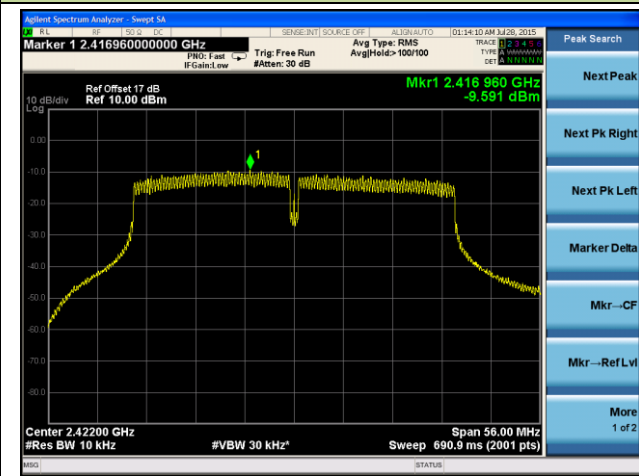 Agilent Spectrum Analyzer - Swept SA
RL RF 50 Ω DC SENSE:INT SOURCE OFF ALIGN AUTO 01:14:10 AM Jul 28, 2015
Marker 1 2.416960000000 GHz
PNO: Fast
IFGain:Low
Trig: Free Run
#Atten: 30 dB
Avg Type: RMS
Avg|Hold:>100/100
TRACE 1 2 3 4 5 6
TYPE A WWWWW
DET A N N N N N
Peak Search
Mkr1 2.416 960 GHz
-9.591 dBm
Ref Offset 17 dB
10 dB/div Ref 10.00 dBm
Log
0.00
-10.0
-20.0
-30.0
-40.0
-50.0
-60.0
-70.0
-80.0
1
Next Peak
Next Pk Right
Next Pk Left
Marker Delta
Mkr→CF
Mkr→Ref Lvl
More
1 of 2
Center 2.42200 GHz Span 56.00 MHz
#Res BW 10 kHz #VBW 30 kHz* Sweep 690.9 ms (2001 pts)
MSG STATUS